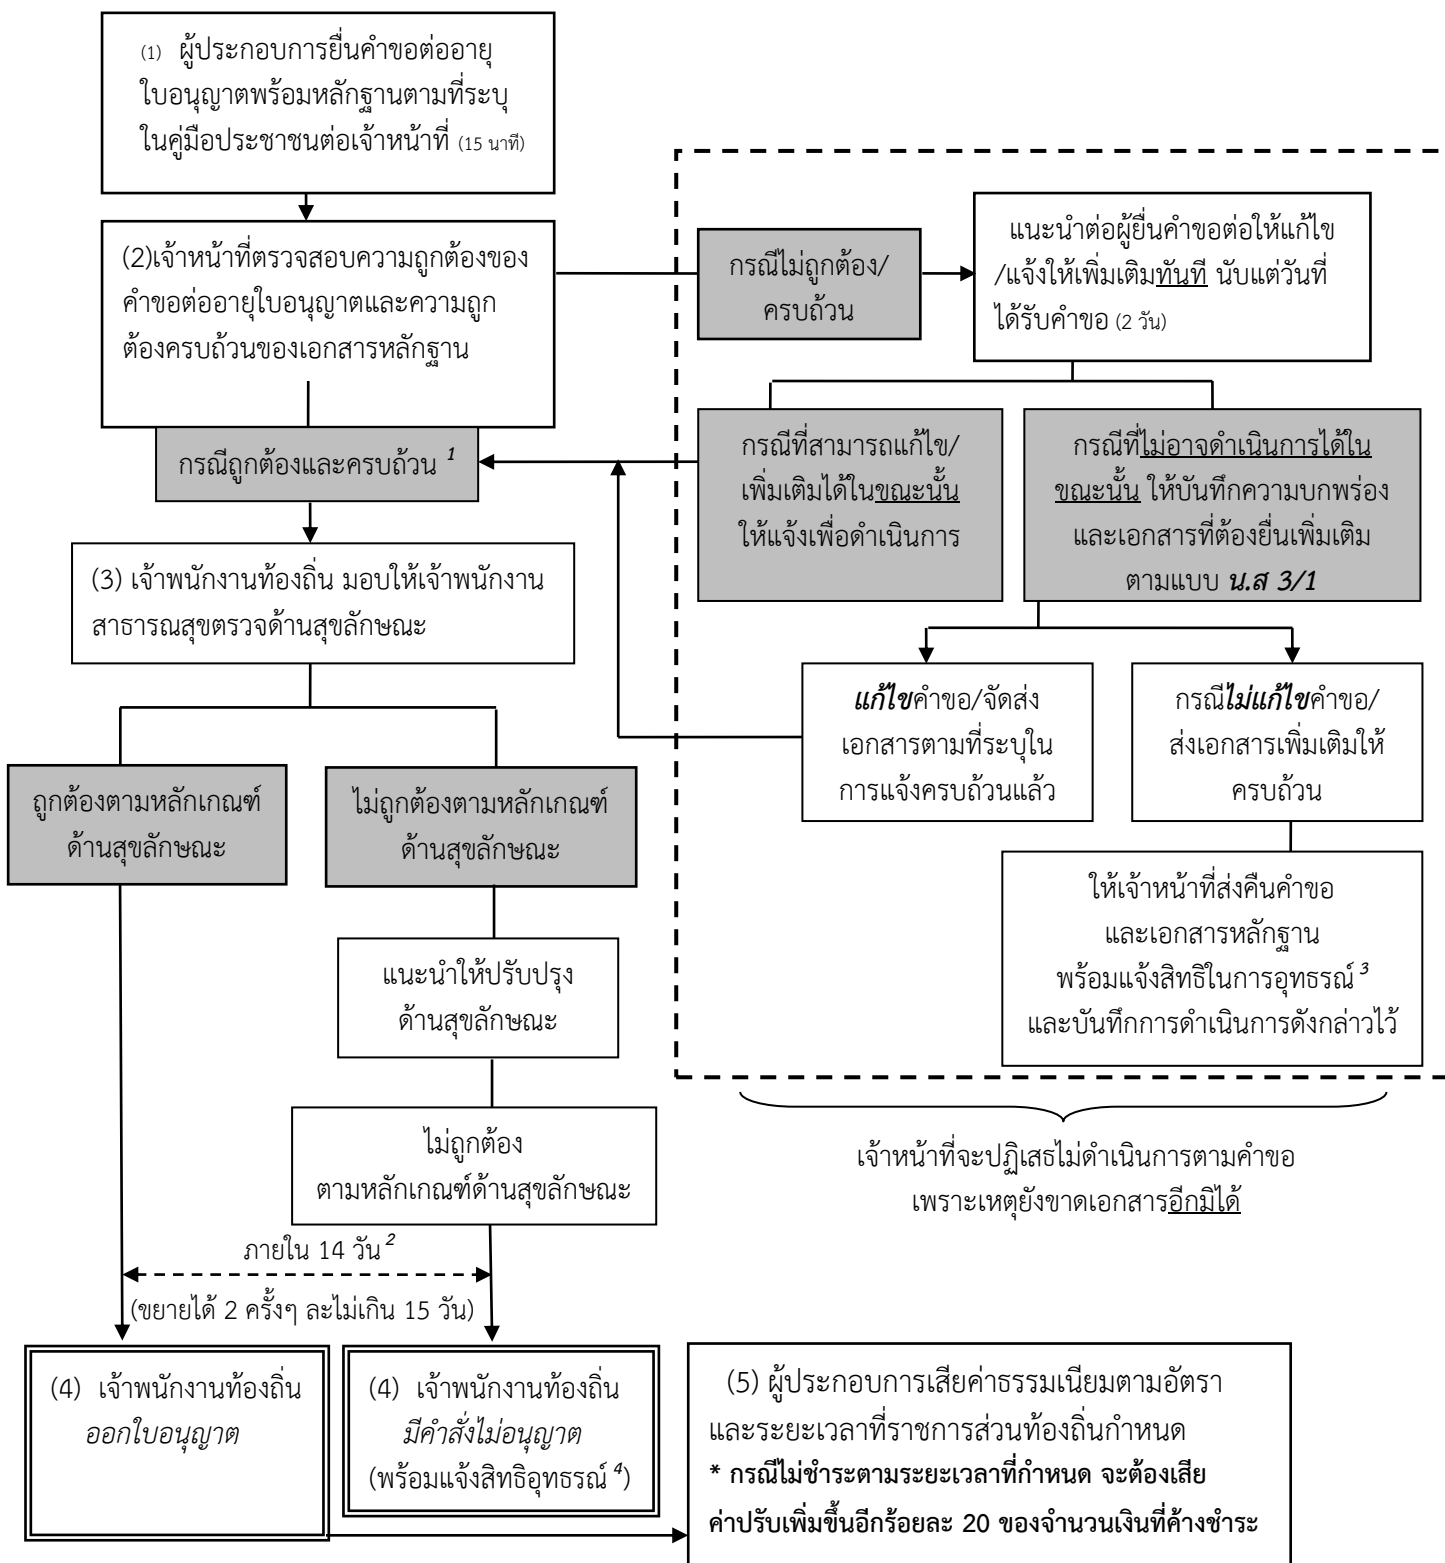 (1) ผู้ประกอบการยื่นคำขอต่ออายุ
ใบอนุญาตพร้อมหลักฐานตามที่ระบุ
ในคู่มือประชาชนต่อเจ้าหน้าที่ (15 นาที)
(2)เจ้าหน้าที่ตรวจสอบความถูกต้องของ
คำขอต่ออายุใบอนุญาตและความถูก
ต้องครบถ้วนของเอกสารหลักฐาน
กรณีไม่ถูกต้อง/
ครบถ้วน
แนะนำต่อผู้ยื่นคำขอต่อให้แก้ไข
/แจ้งให้เพิ่มเติมทันที นับแต่วันที่
ได้รับคำขอ (2 วัน)
กรณีถูกต้องและครบถ้วน 1
กรณีที่สามารถแก้ไข/
เพิ่มเติมได้ในขณะนั้น
ให้แจ้งเพื่อดำเนินการ
กรณีที่ไม่อาจดำเนินการได้ใน
ขณะนั้น ให้บันทึกความบกพร่อง
และเอกสารที่ต้องยื่นเพิ่มเติม
ตามแบบ น.ส 3/1
(3) เจ้าพนักงานท้องถิ่น มอบให้เจ้าพนักงาน
สาธารณสุขตรวจด้านสุขลักษณะ
แก้ไขคำขอ/จัดส่ง
เอกสารตามที่ระบุใน
การแจ้งครบถ้วนแล้ว
กรณีไม่แก้ไขคำขอ/
ส่งเอกสารเพิ่มเติมให้
ครบถ้วน
ถูกต้องตามหลักเกณฑ์
ด้านสุขลักษณะ
ไม่ถูกต้องตามหลักเกณฑ์
ด้านสุขลักษณะ
ให้เจ้าหน้าที่ส่งคืนคำขอ
และเอกสารหลักฐาน
พร้อมแจ้งสิทธิในการอุทธรณ์ 3
และบันทึกการดำเนินการดังกล่าวไว้
แนะนำให้ปรับปรุง
ด้านสุขลักษณะ
ไม่ถูกต้อง
ตามหลักเกณฑ์ด้านสุขลักษณะ
เจ้าหน้าที่จะปฏิเสธไม่ดำเนินการตามคำขอ
เพราะเหตุยังขาดเอกสารอีกมิได้
ภายใน 14 วัน 2
(ขยายได้ 2 ครั้งๆ ละไม่เกิน 15 วัน)
(4) เจ้าพนักงานท้องถิ่น
ออกใบอนุญาต
(4) เจ้าพนักงานท้องถิ่น
มีคำสั่งไม่อนุญาต
(พร้อมแจ้งสิทธิอุทธรณ์ 4)
(5) ผู้ประกอบการเสียค่าธรรมเนียมตามอัตรา
และระยะเวลาที่ราชการส่วนท้องถิ่นกำหนด
* กรณีไม่ชำระตามระยะเวลาที่กำหนด จะต้องเสีย
ค่าปรับเพิ่มขึ้นอีกร้อยละ 20 ของจำนวนเงินที่ค้างชำระ